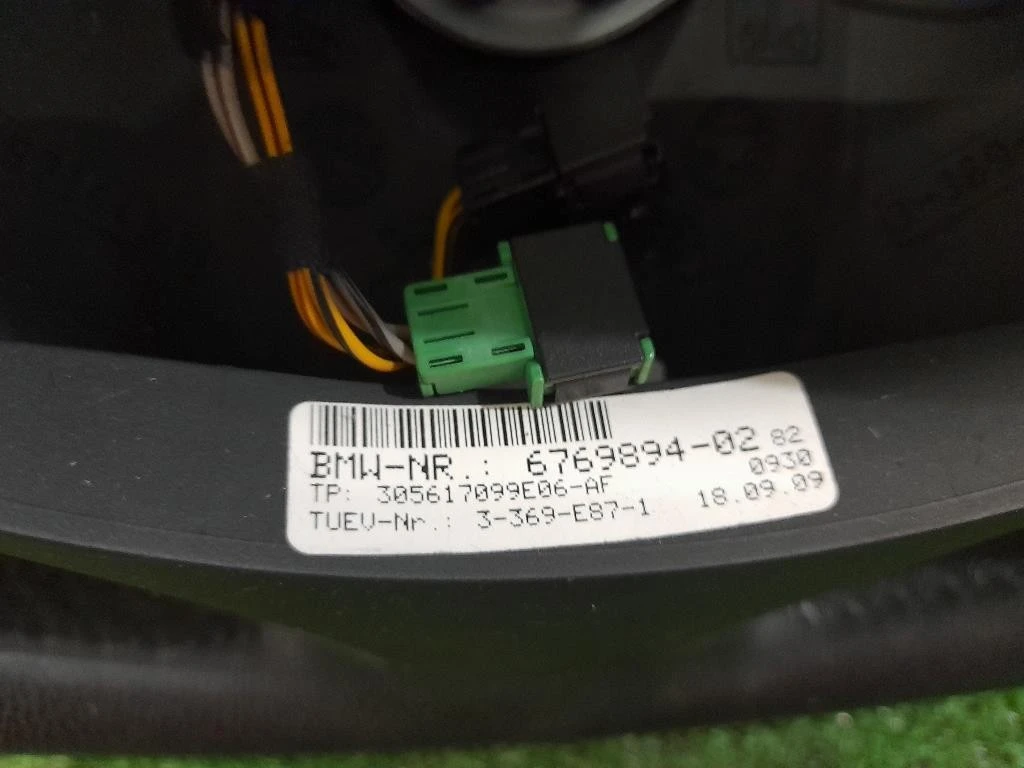 BMW-NR.: 6769894-02 82
TP: 305617099E06-AF 0930
TUEV-Nr.: 3-369-E87-1 18.09.09